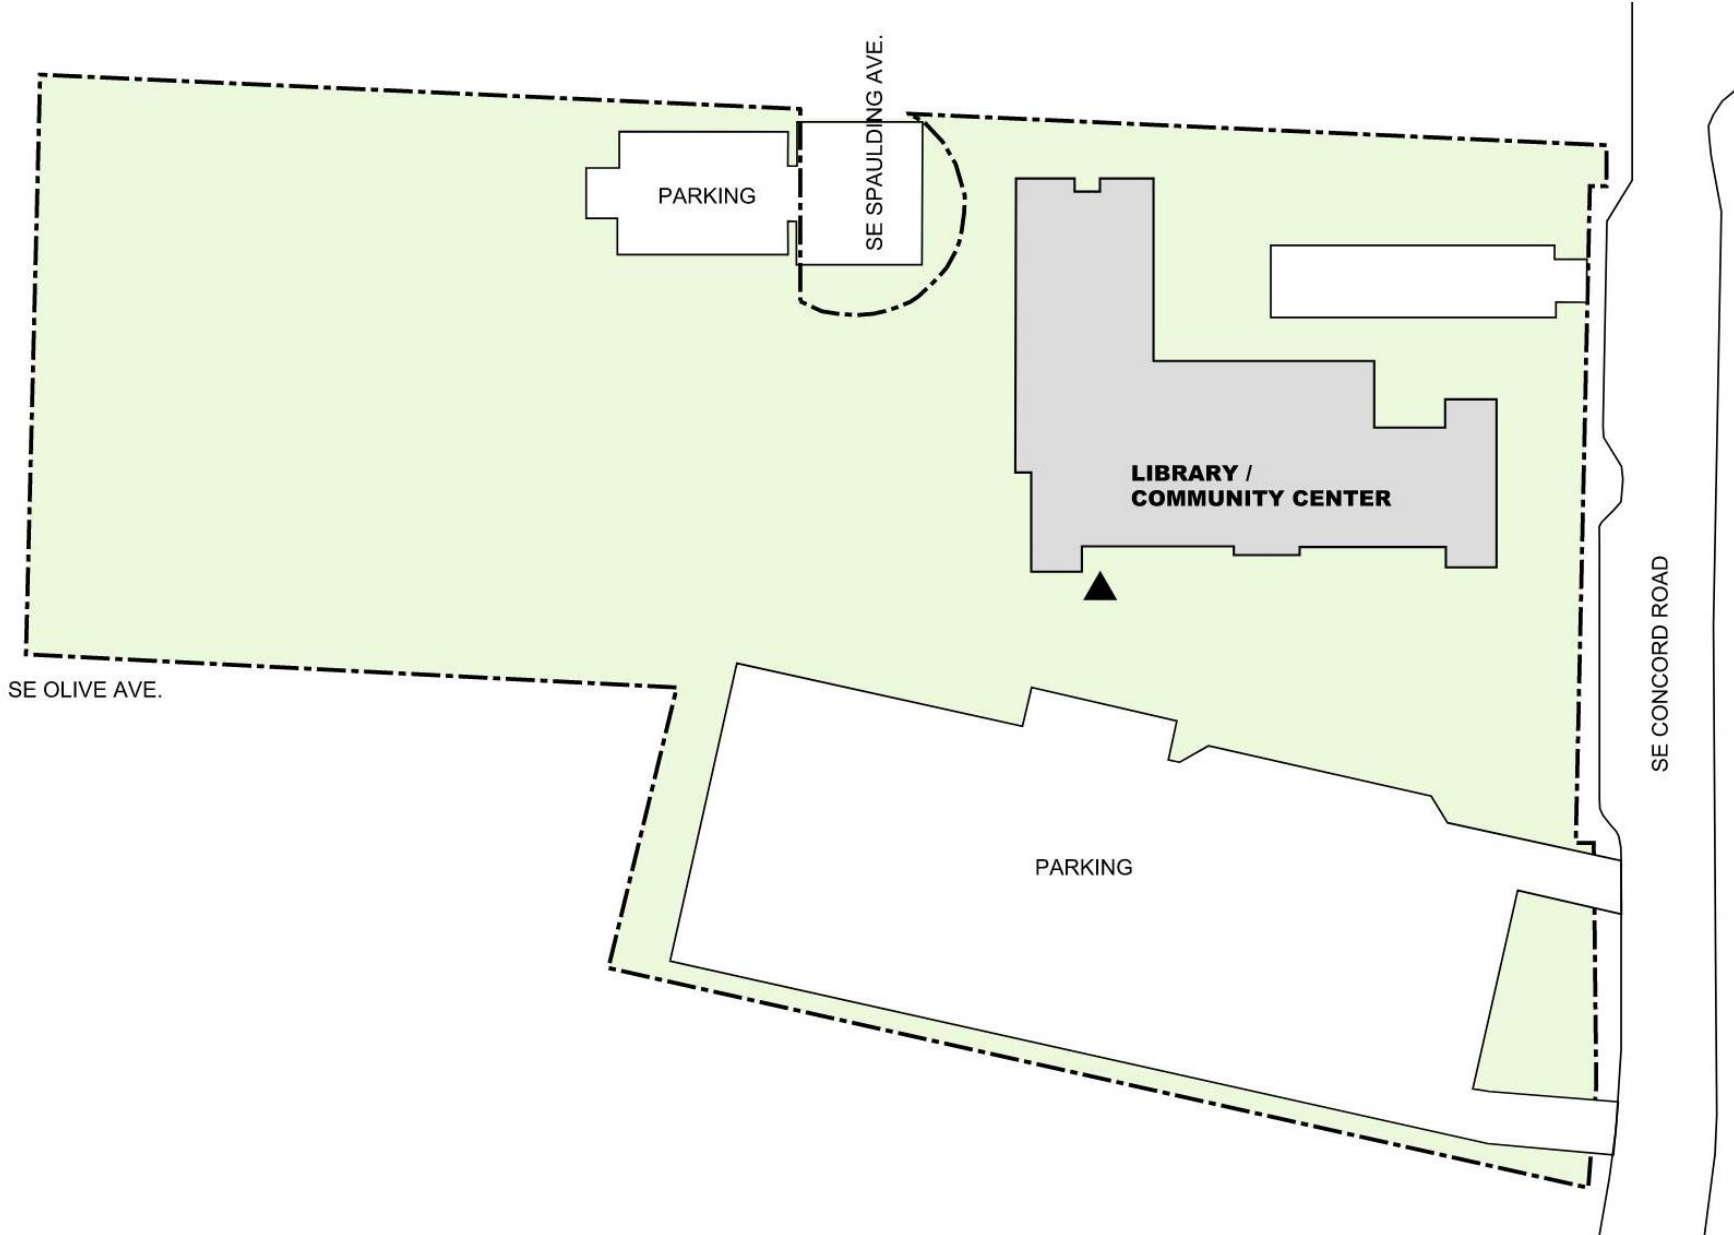 SE SPAULDING AVE.
PARKING
LIBRARY /
COMMUNITY CENTER
SE CONCORD ROAD
SE OLIVE AVE.
PARKING